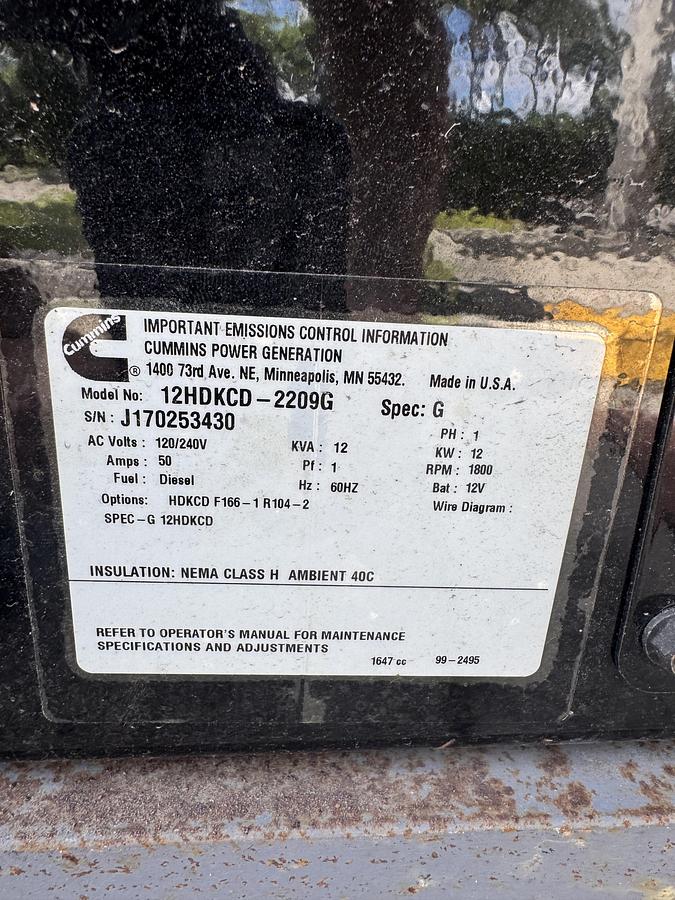 Cummins
IMPORTANT EMISSIONS CONTROL INFORMATION
CUMMINS POWER GENERATION
® 1400 73rd Ave. NE, Minneapolis, MN 55432. Made in U.S.A.
Model No: 12HDKCD-2209G Spec: G
S/N : J170253430 PH : 1
AC Volts : 120/240V KVA : 12 KW : 12
Amps : 50 Pf : 1 RPM : 1800
Fuel : Diesel Hz : 60HZ Bat : 12V
Options: HDKCD F166-1 R104-2 Wire Diagram :
SPEC-G 12HDKCD
INSULATION: NEMA CLASS H AMBIENT 40C
REFER TO OPERATOR'S MANUAL FOR MAINTENANCE
SPECIFICATIONS AND ADJUSTMENTS
1647 cc 99-2495